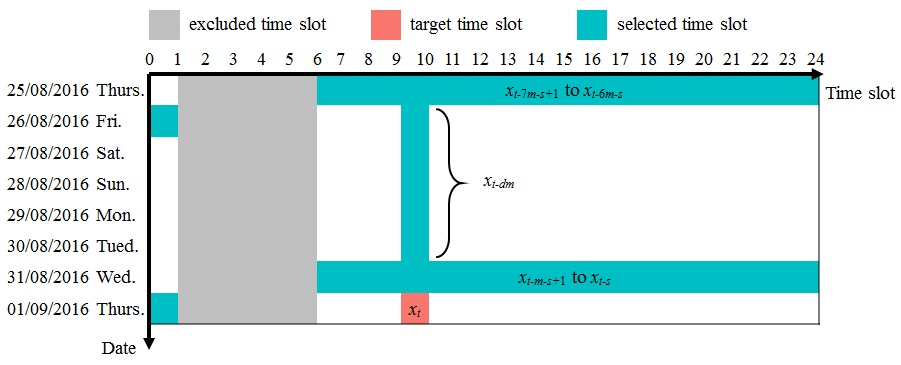 excluded time slot target time slot selected time slot
0 1 2 3 4 5 6 7 8 9 10 11 12 13 14 15 16 17 18 19 20 21 22 23 24
25/08/2016 Thurs. x_{t-7m-s+1} to x_{t-6m-s} Time slot
26/08/2016 Fri.
27/08/2016 Sat.
28/08/2016 Sun. x_{t-dm}
29/08/2016 Mon.
30/08/2016 Tued.
31/08/2016 Wed. x_{t-m-s+1} to x_{t-s}
01/09/2016 Thurs. x_t
Date